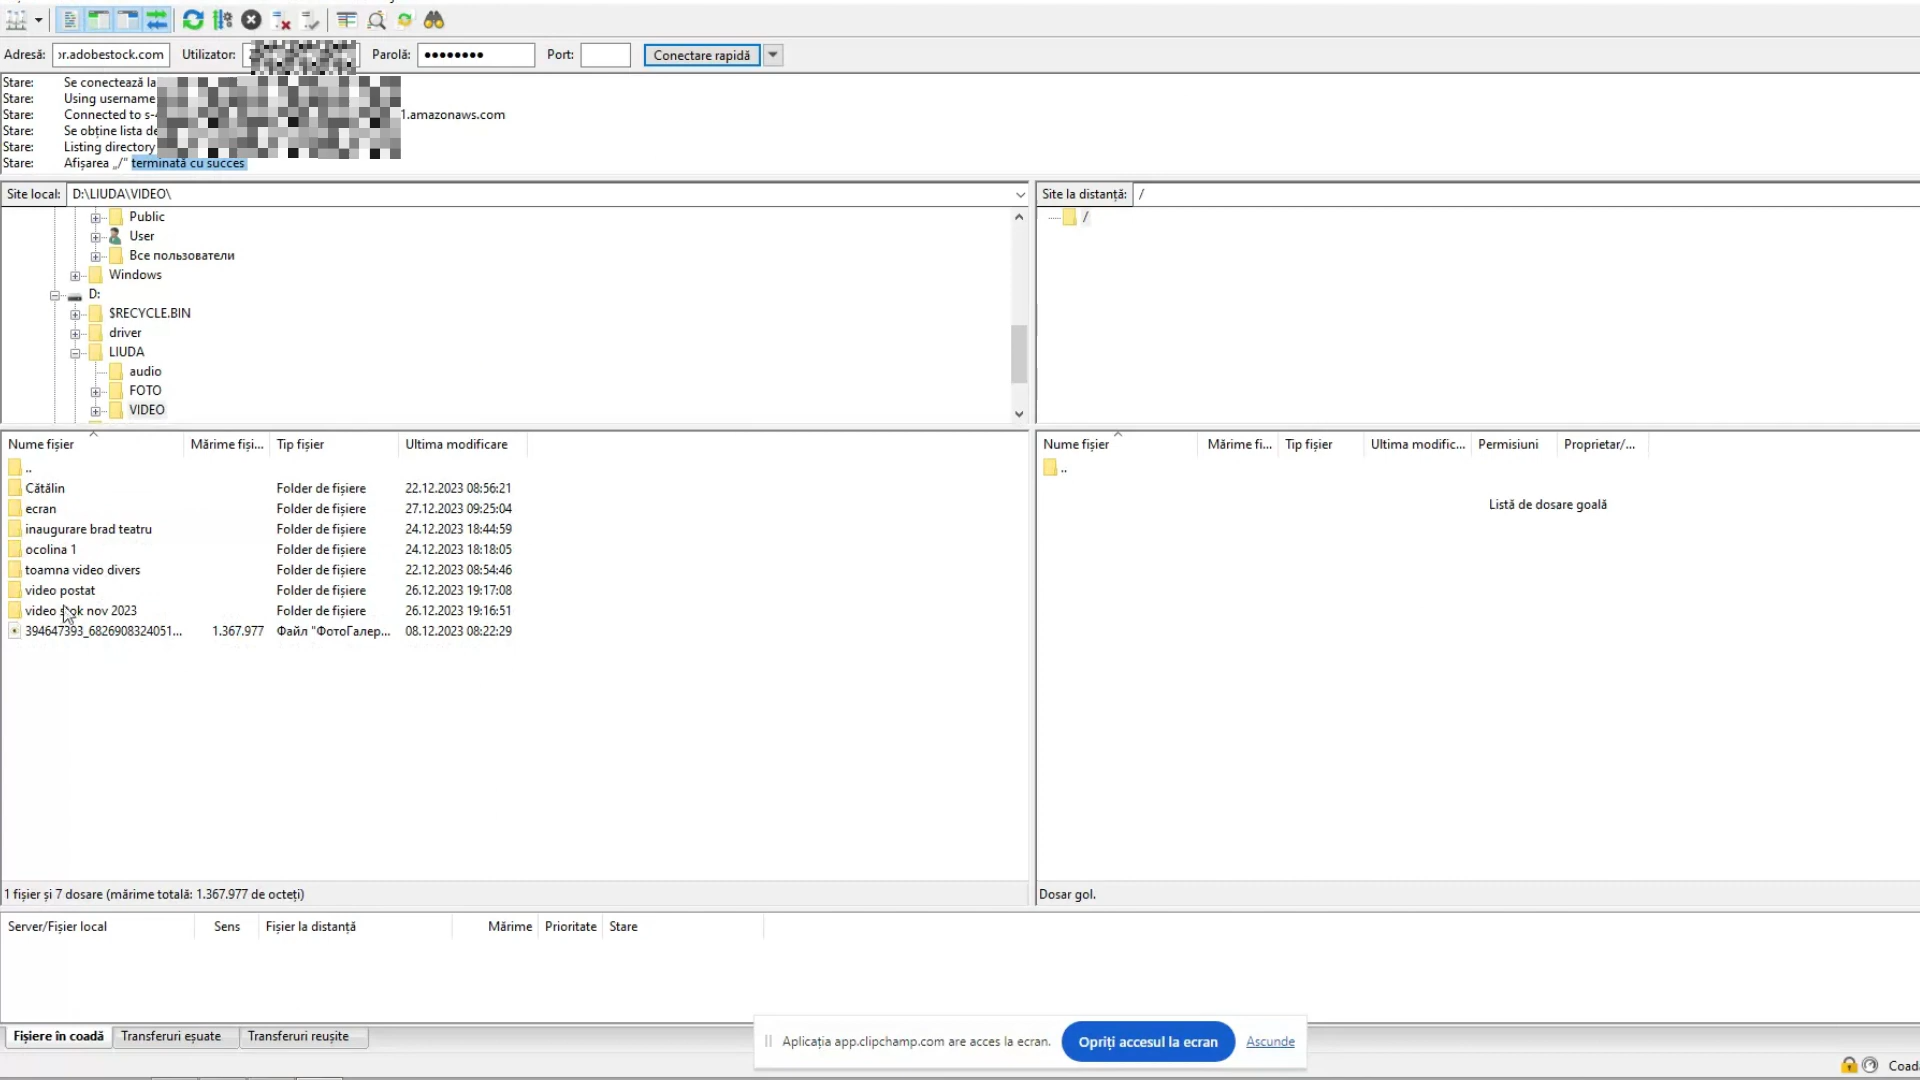 Adresă: or.adobestock.com Utilizator: Parolă: ●●●●●●●● Port: Conectare rapidă
Stare: Se conectează la
Stare: Using username
Stare: Connected to s- 1.amazonaws.com
Stare: Se obține lista de
Stare: Listing directory
Stare: Afișarea „/” terminată cu succes
Site local: D:\LIUDA\VIDEO\
Public
User
Все пользователи
Windows
D:
$RECYCLE.BIN
driver
LIUDA
audio
FOTO
VIDEO
Site la distanță: /
/
Nume fișier Mărime fiși... Tip fișier Ultima modificare
..
Cătălin Folder de fișiere 22.12.2023 08:56:21
ecran Folder de fișiere 27.12.2023 09:25:04
inaugurare brad teatru Folder de fișiere 24.12.2023 18:44:59
ocolina 1 Folder de fișiere 24.12.2023 18:18:05
toamna video divers Folder de fișiere 22.12.2023 08:54:46
video postat Folder de fișiere 26.12.2023 19:17:08
video stok nov 2023 Folder de fișiere 26.12.2023 19:16:51
394647393_6826908324051... 1.367.977 Файл "ФотоГалер... 08.12.2023 08:22:29
1 fișier și 7 dosare (mărime totală: 1.367.977 de octeți)
Nume fișier Mărime fi... Tip fișier Ultima modific... Permisiuni Proprietar/...
..
Listă de dosare goală
Dosar gol.
Server/Fișier local Sens Fișier la distanță Mărime Prioritate Stare
Fișiere în coadă Transferuri eșuate Transferuri reușite
Aplicația app.clipchamp.com are acces la ecran. Opriți accesul la ecran Ascunde
Coad